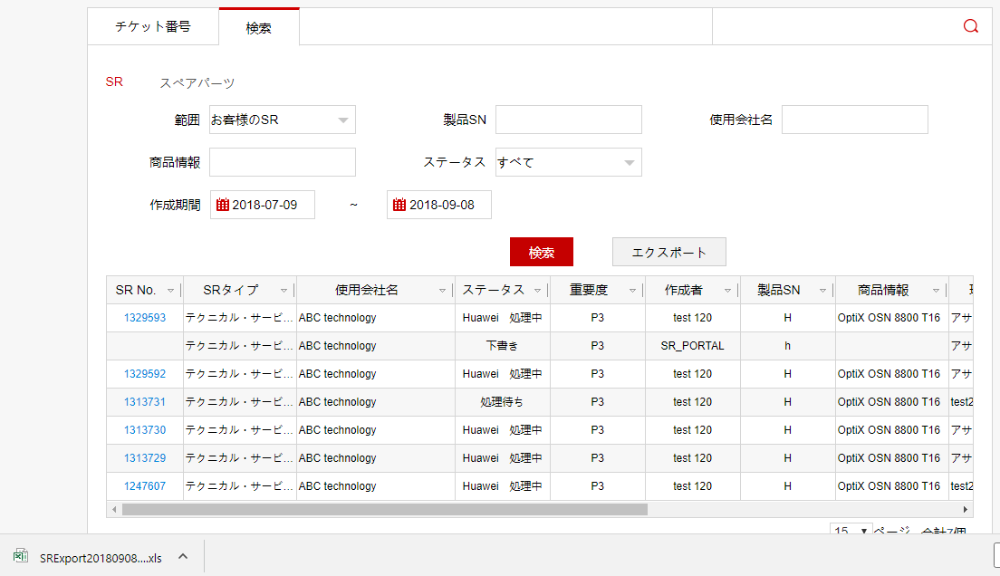 チケット番号 検索
SR スペアパーツ
範囲 お客様のSR 製品SN 使用会社名
商品情報 ステータス すべて
作成期間 2018-07-09 ~ 2018-09-08
検索 エクスポート
SR No. SRタイプ 使用会社名 ステータス 重要度 作成者 製品SN 商品情報
1329593 テクニカル・サービ... ABC technology Huawei 処理中 P3 test 120 H OptiX OSN 8800 T16 アサ
テクニカル・サービ... ABC technology 下書き P3 SR_PORTAL h アサ
1329592 テクニカル・サービ... ABC technology Huawei 処理中 P3 test 120 H OptiX OSN 8800 T16 アサ
1313731 テクニカル・サービ... ABC technology 処理待ち P3 test 120 H OptiX OSN 8800 T16 test2
1313730 テクニカル・サービ... ABC technology Huawei 処理中 P3 test 120 H OptiX OSN 8800 T16 アサ
1313729 テクニカル・サービ... ABC technology Huawei 処理中 P3 test 120 H OptiX OSN 8800 T16 アサ
1247607 テクニカル・サービ... ABC technology Huawei 処理中 P3 test 120 H OptiX OSN 8800 T16 test2
15 ページ 合計7個
SRExport20180908....xls